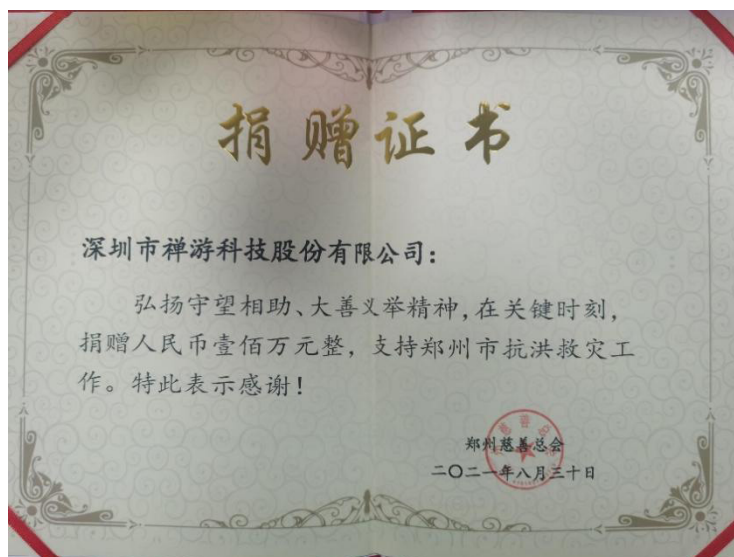 捐赠证书
深圳市禅游科技股份有限公司：
弘扬守望相助、大善义举精神，在关键时刻，
捐赠人民币壹佰万元整，支持郑州市抗洪救灾工
作。特此表示感谢！
郑州慈善总会
二〇二一年八月三十日